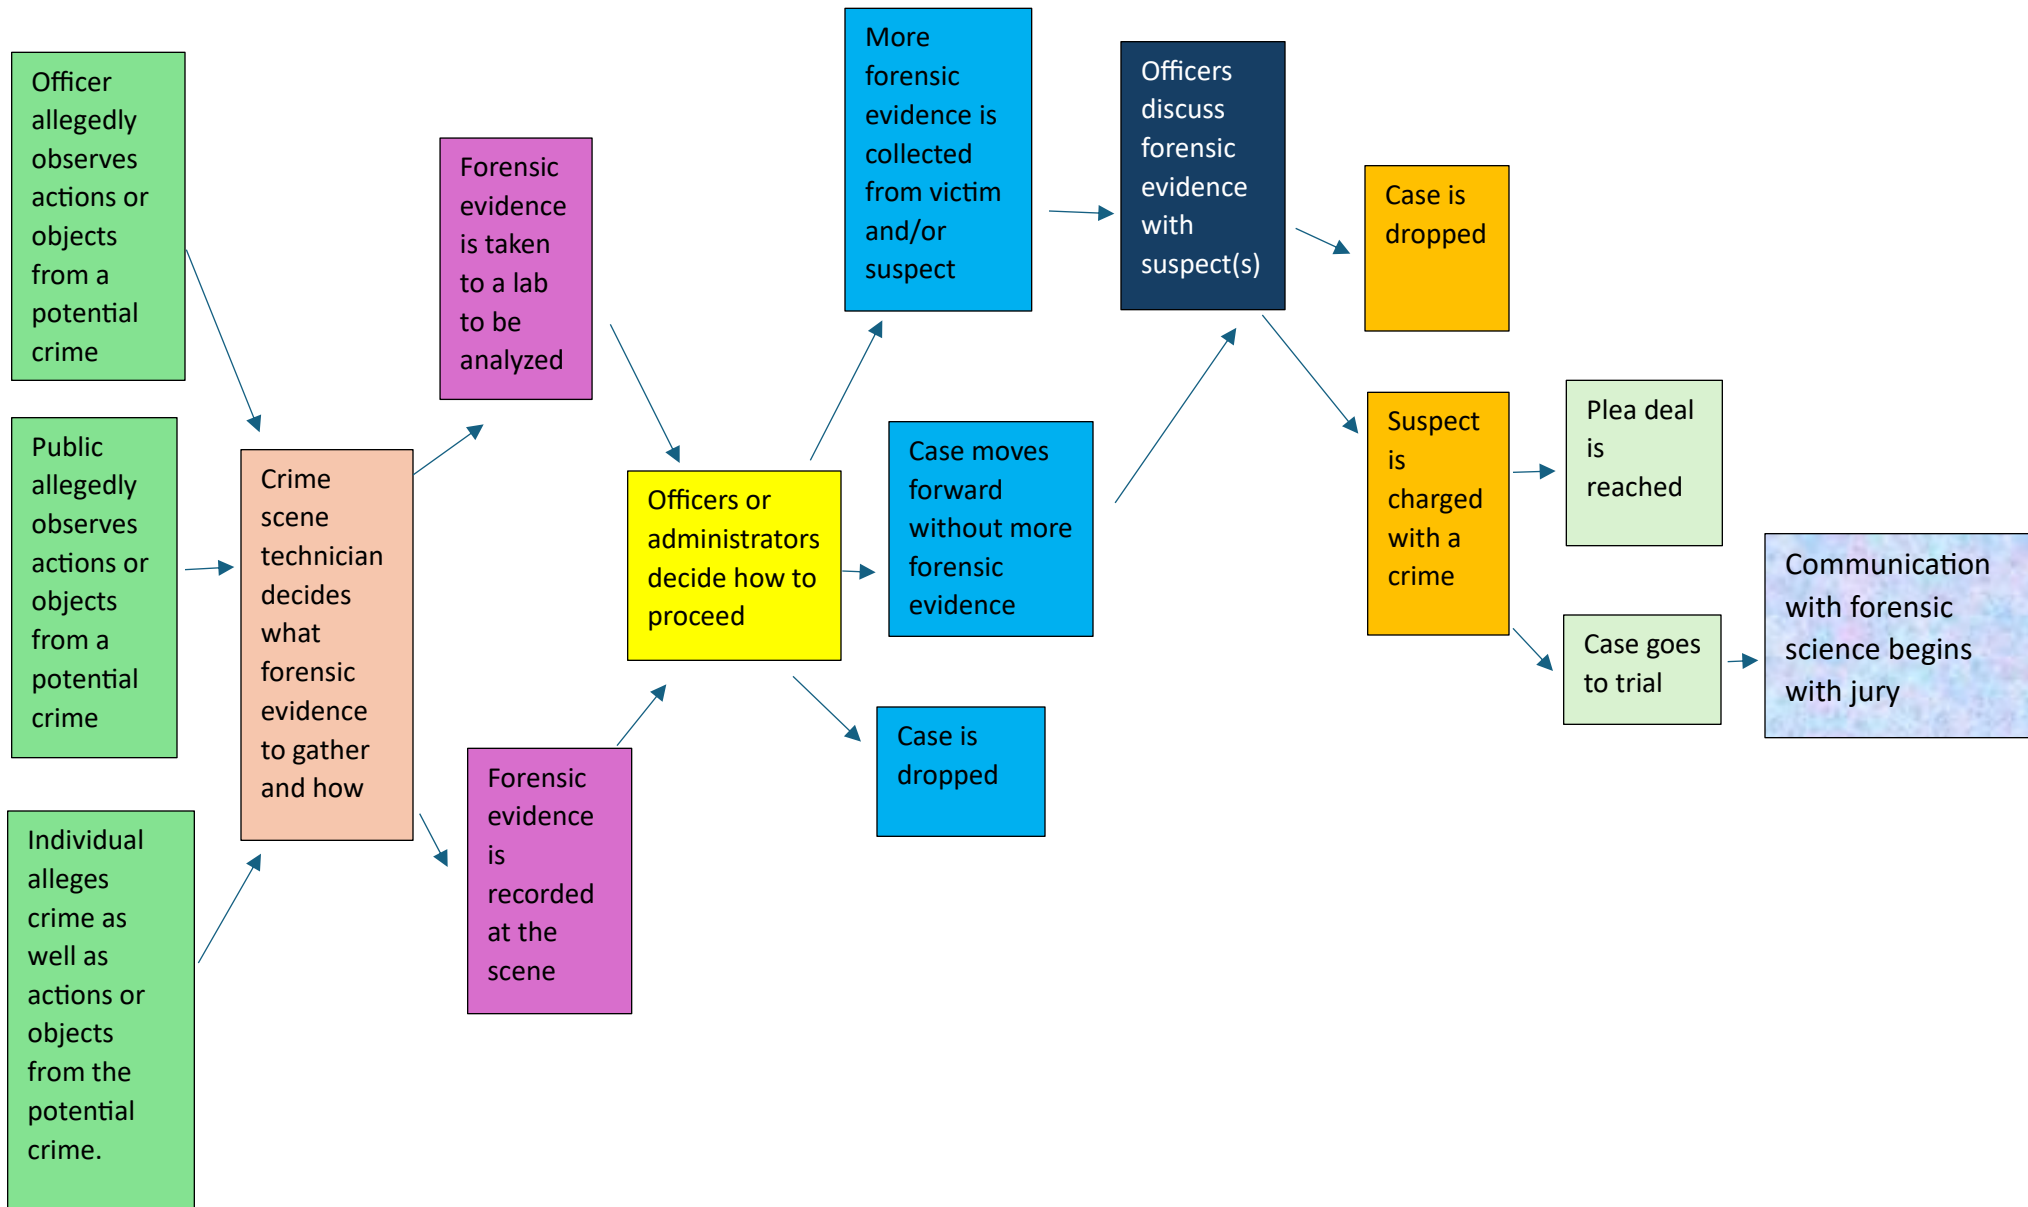 Officer
allegedly
observes
actions or
objects
from a
potential
crime
Public
allegedly
observes
actions or
objects
from a
potential
crime
Individual
alleges
crime as
well as
actions or
objects
from the
potential
crime.
Crime
scene
technician
decides
what
forensic
evidence
to gather
and how
Forensic
evidence
is taken
to a lab
to be
analyzed
Forensic
evidence
is
recorded
at the
scene
Officers or
administrators
decide how to
proceed
More
forensic
evidence is
collected
from victim
and/or
suspect
Case moves
forward
without more
forensic
evidence
Case is
dropped
Officers
discuss
forensic
evidence
with
suspect(s)
Case is
dropped
Suspect
is
charged
with a
crime
Plea deal
is
reached
Case goes
to trial
Communication
with forensic
science begins
with jury